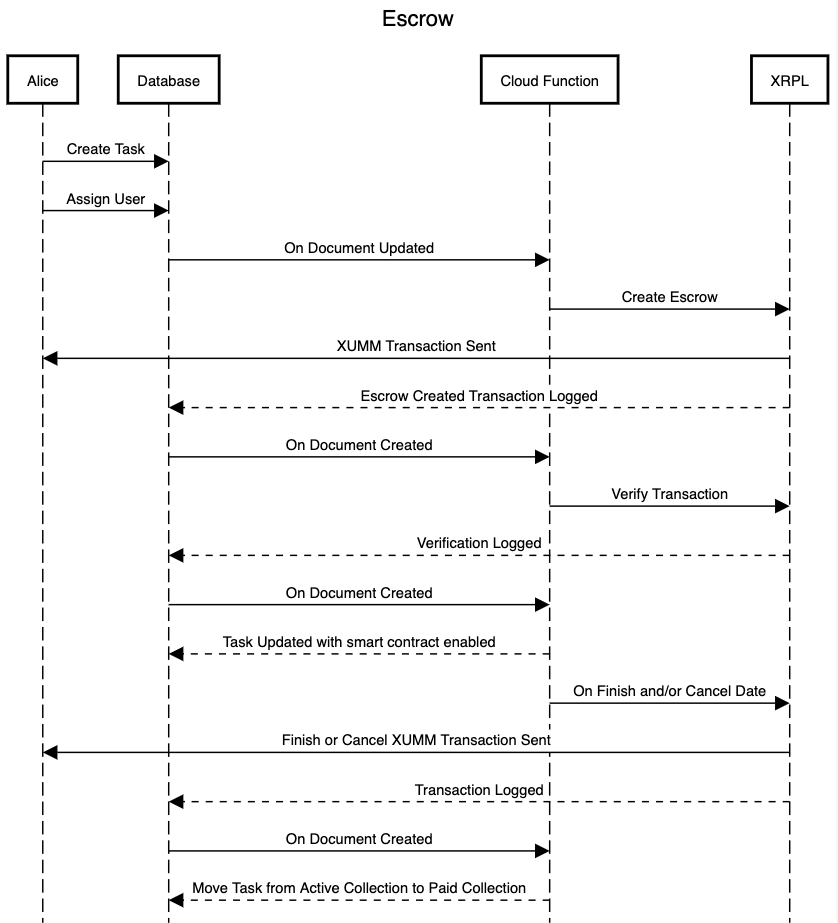 Escrow
Alice
Database
Cloud Function
XRPL
Create Task
Assign User
On Document Updated
Create Escrow
XUMM Transaction Sent
Escrow Created Transaction Logged
On Document Created
Verify Transaction
Verification Logged
On Document Created
Task Updated with smart contract enabled
On Finish and/or Cancel Date
Finish or Cancel XUMM Transaction Sent
Transaction Logged
On Document Created
Move Task from Active Collection to Paid Collection